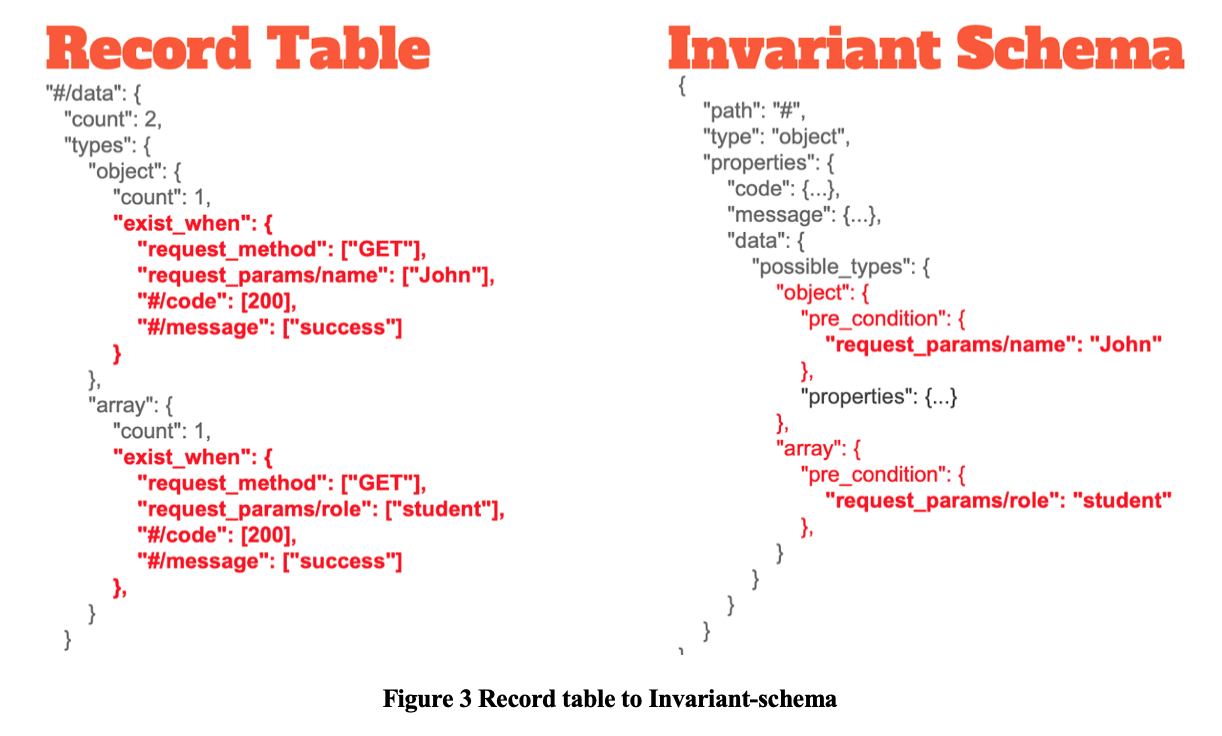 Record Table
"#/data": {
"count": 2,
"types": {
"object": {
"count": 1,
"exist_when": {
"request_method": ["GET"],
"request_params/name": ["John"],
"#/code": [200],
"#/message": ["success"]
}
},
"array": {
"count": 1,
"exist_when": {
"request_method": ["GET"],
"request_params/role": ["student"],
"#/code": [200],
"#/message": ["success"]
},
}
}
Invariant Schema
{
"path": "#",
"type": "object",
"properties": {
"code": {...},
"message": {...},
"data": {
"possible_types": {
"object": {
"pre_condition": {
"request_params/name": "John"
},
"properties": {...}
},
"array": {
"pre_condition": {
"request_params/role": "student"
},
}
}
}
}
Figure 3 Record table to Invariant-schema